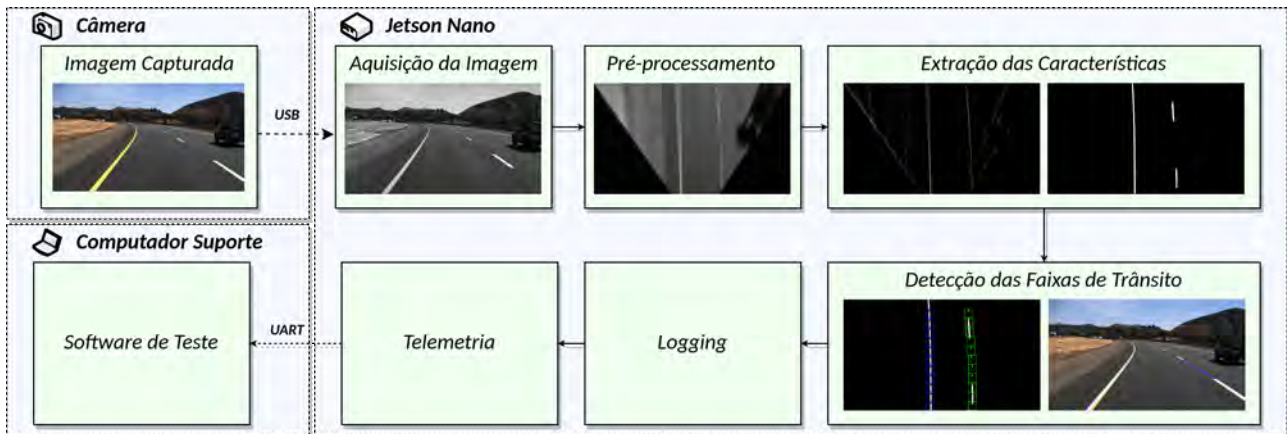 Câmera
Imagem Capturada
USB
Jetson Nano
Aquisição da Imagem
Pré-processamento
Extração das Características
Computador Suporte
Software de Teste
UART
Telemetria
Logging
Detecção das Faixas de Trânsito